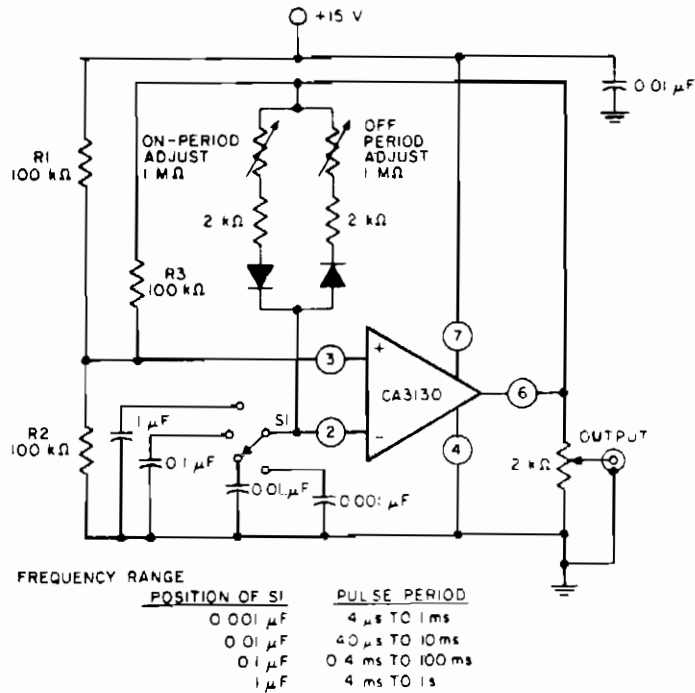 +15 V
0.01 µF
ON-PERIOD
ADJUST
1 MΩ
OFF
PERIOD
ADJUST
1 MΩ
R1
100 kΩ
2 kΩ
2 kΩ
R3
100 kΩ
7
3
+
CA3130
6
S1
2
-
4
R2
100 kΩ
1 µF
0.1 µF
0.01 µF
0.001 µF
2 kΩ
OUTPUT
FREQUENCY RANGE
POSITION OF S1 PULSE PERIOD
0.001 µF 4 µs TO 1 ms
0.01 µF 40 µs TO 10 ms
0.1 µF 0.4 ms TO 100 ms
1 µF 4 ms TO 1 s